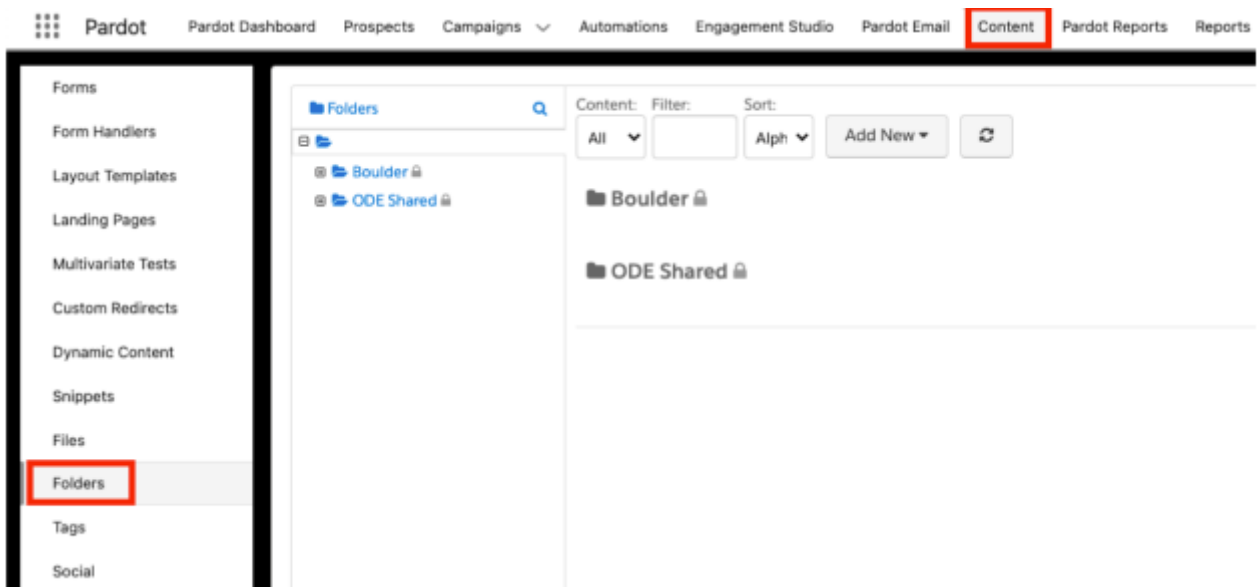 Pardot Pardot Dashboard Prospects Campaigns Automations Engagement Studio Pardot Email Content Pardot Reports Reports
Forms
Form Handlers
Layout Templates
Landing Pages
Multivariate Tests
Custom Redirects
Dynamic Content
Snippets
Files
Folders
Tags
Social
Folders
Boulder
ODE Shared
Content: Filter: Sort:
All Alph Add New
Boulder
ODE Shared